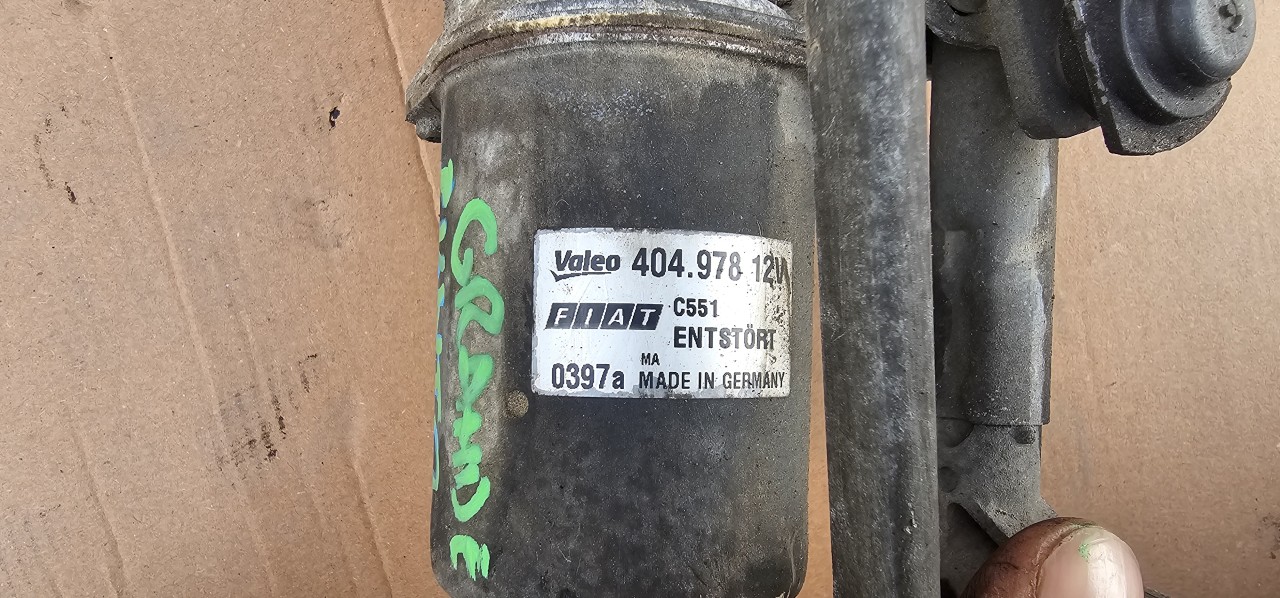 Valeo 404.978 12V
FIAT C551
ENTSTÖRT
MA
0397a MADE IN GERMANY
GRANDE